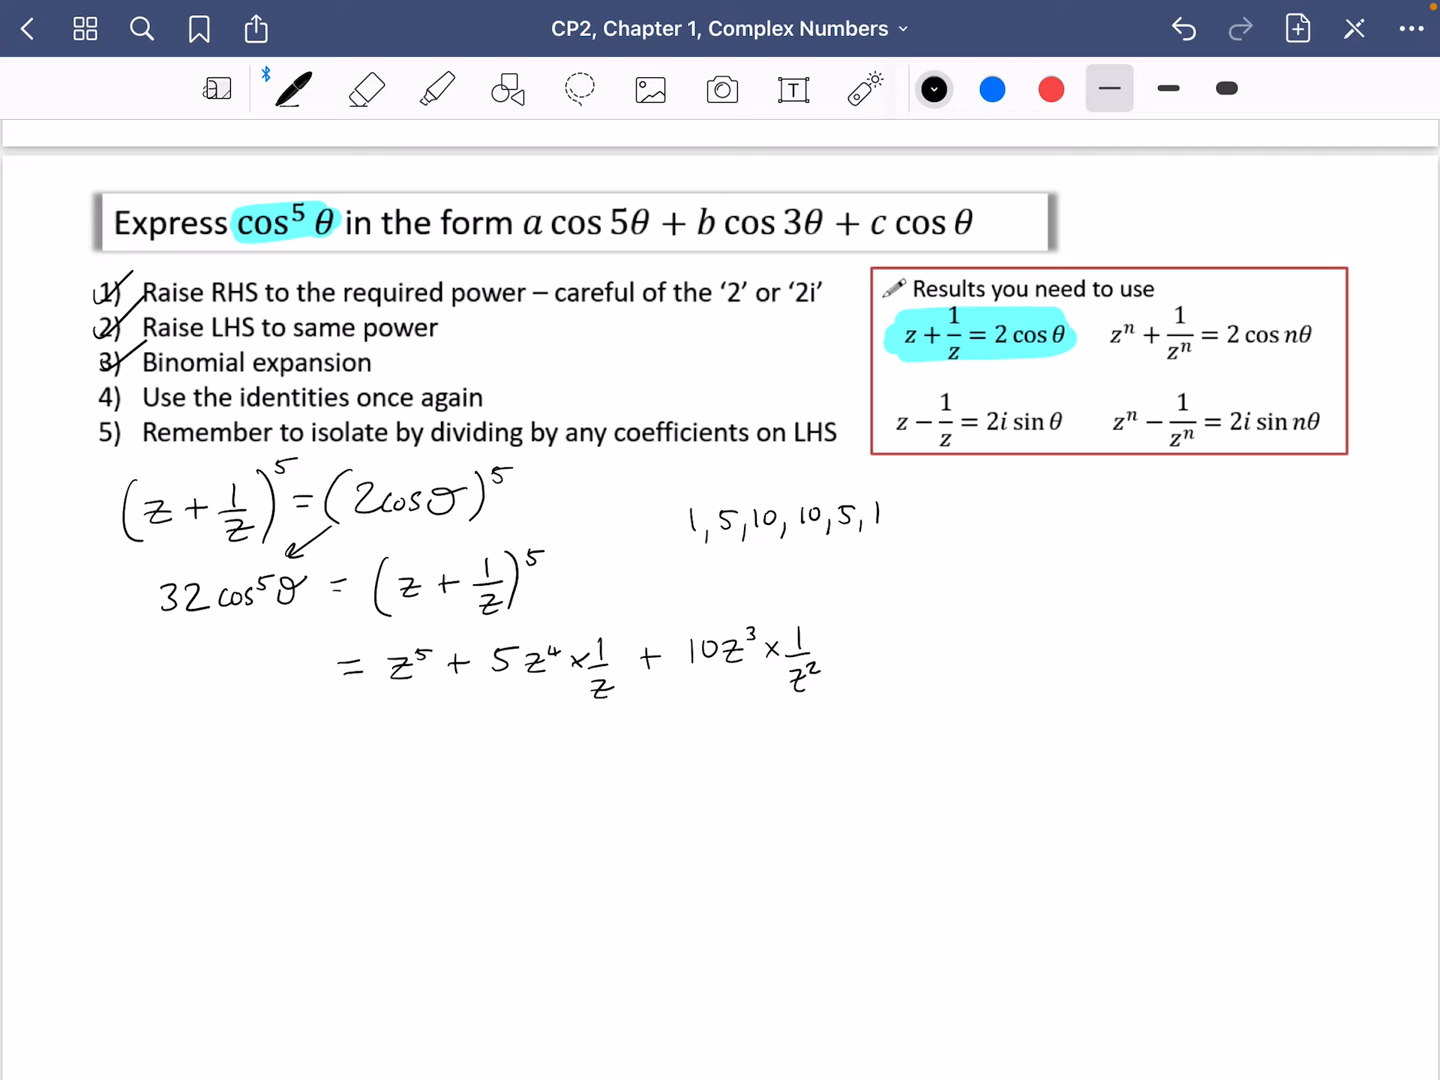 CP2, Chapter 1, Complex Numbers
Express cos⁵ θ in the form a cos 5θ + b cos 3θ + c cos θ
1) Raise RHS to the required power – careful of the ‘2’ or ‘2i’
2) Raise LHS to same power
3) Binomial expansion
4) Use the identities once again
5) Remember to isolate by dividing by any coefficients on LHS
Results you need to use
z + 1/z = 2 cos θ    zⁿ + 1/zⁿ = 2 cos nθ
z − 1/z = 2i sin θ    zⁿ − 1/zⁿ = 2i sin nθ
(z + 1/z)⁵ = (2cosθ)⁵
1, 5, 10, 10, 5, 1
32 cos⁵θ = (z + 1/z)⁵
= z⁵ + 5z⁴ × 1/z + 10z³ × 1/z²